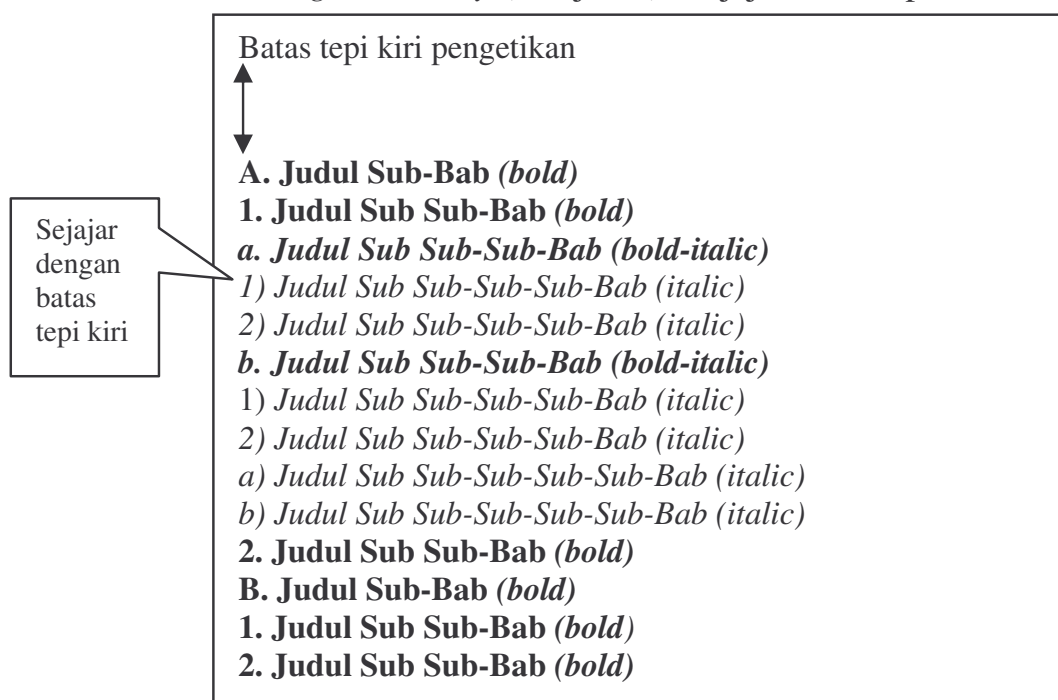 Batas tepi kiri pengetikan
A. Judul Sub-Bab (bold)
1. Judul Sub Sub-Bab (bold)
a. Judul Sub Sub-Sub-Bab (bold-italic)
1) Judul Sub Sub-Sub-Sub-Bab (italic)
2) Judul Sub Sub-Sub-Sub-Bab (italic)
b. Judul Sub Sub-Sub-Bab (bold-italic)
1) Judul Sub Sub-Sub-Sub-Bab (italic)
2) Judul Sub Sub-Sub-Sub-Bab (italic)
a) Judul Sub Sub-Sub-Sub-Sub-Bab (italic)
b) Judul Sub Sub-Sub-Sub-Sub-Bab (italic)
2. Judul Sub Sub-Bab (bold)
B. Judul Sub-Bab (bold)
1. Judul Sub Sub-Bab (bold)
2. Judul Sub Sub-Bab (bold)
Sejajar
dengan
batas
tepi kiri